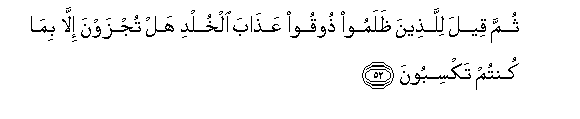 ثُمَّ قِيلَ لِلَّذِينَ ظَلَمُوا۟ ذُوقُوا۟ عَذَابَ ٱلْخُلْدِ هَلْ تُجْزَوْنَ إِلَّا بِمَا
كُنتُمْ تَكْسِبُونَ ﴿٥٢﴾